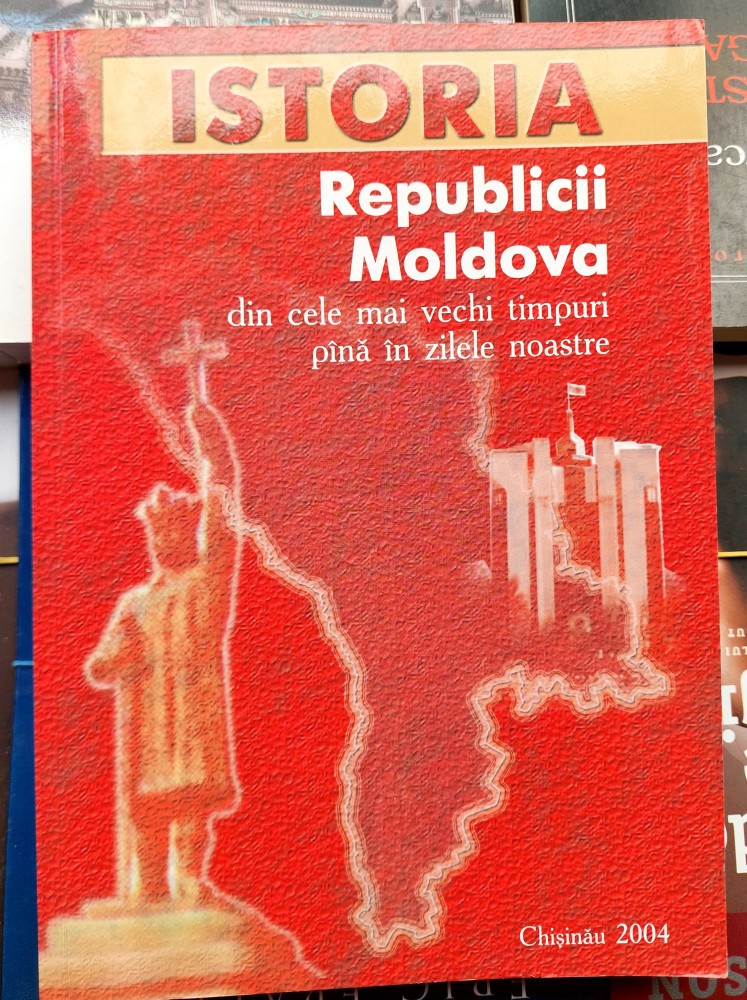 ISTORIA
Republicii
Moldova
din cele mai vechi timpuri
pînă în zilele noastre
Chişinău 2004